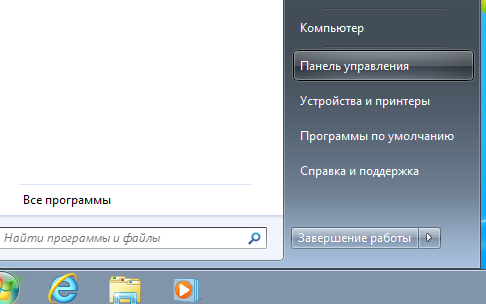 Компьютер
Панель управления
Устройства и принтеры
Программы по умолчанию
Справка и поддержка
Все программы
Найти программы и файлы
Завершение работы